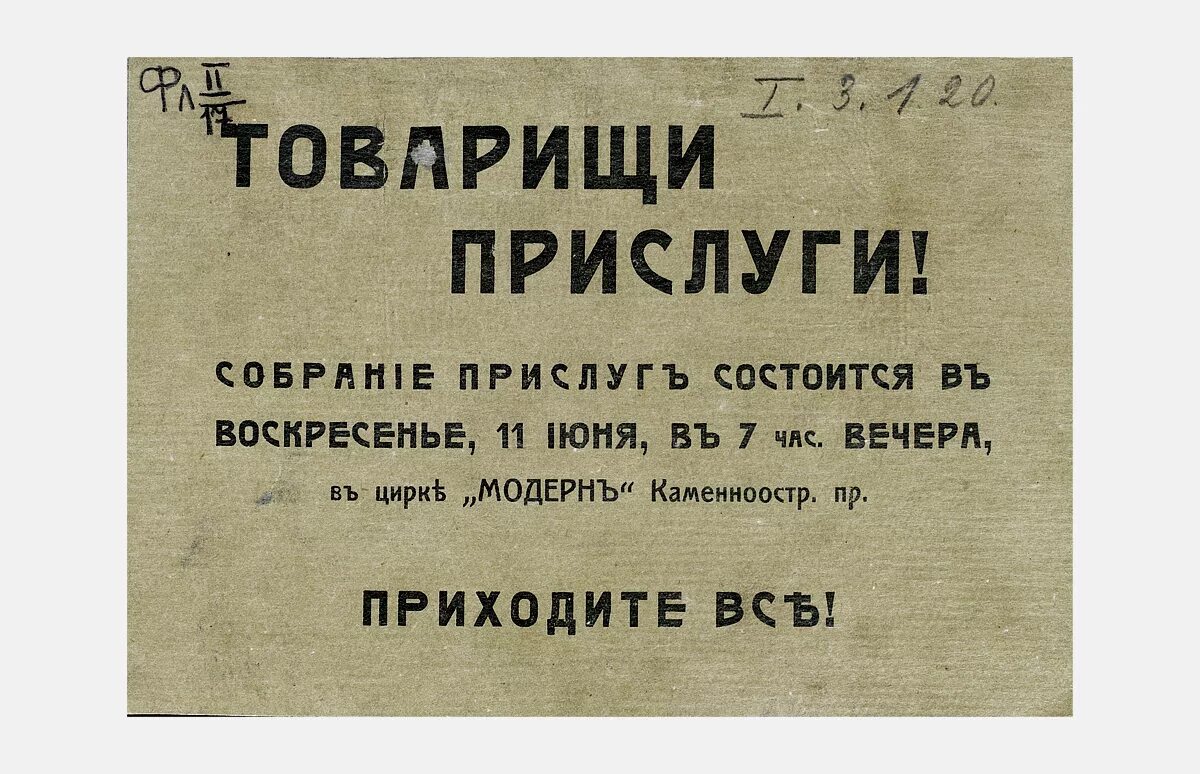 Фл II/17
I. 3. 1.20.
ТОВАРИЩИ
ПРИСЛУГИ!
СОБРАНІЕ ПРИСЛУГЪ СОСТОИТСЯ ВЪ
ВОСКРЕСЕНЬЕ, 11 ІЮНЯ, ВЪ 7 ЧАС. ВЕЧЕРА,
въ циркѣ „МОДЕРНЪ“ Каменноостр. пр.
ПРИХОДИТЕ ВСѢ!